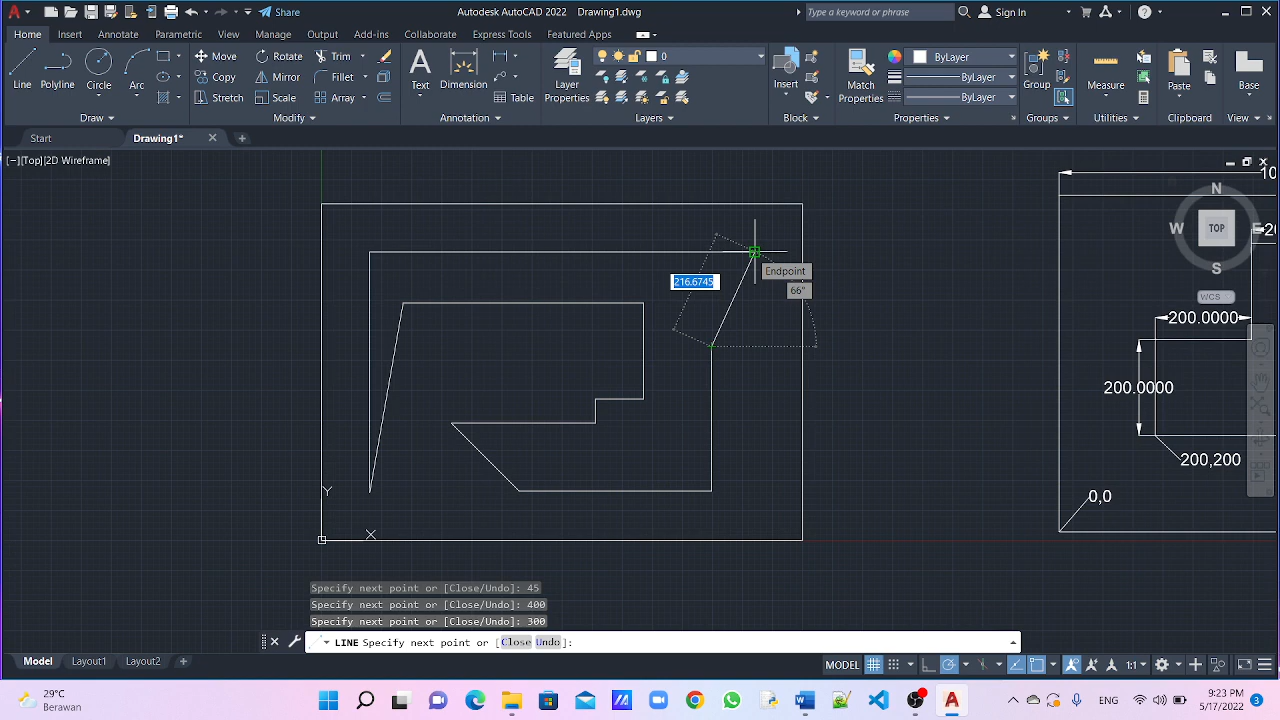 Share
Autodesk AutoCAD 2022 Drawing1.dwg
Type a keyword or phrase
Sign In
Home Insert Annotate Parametric View Manage Output Add-ins Collaborate Express Tools Featured Apps
Line Polyline Circle Arc
Move Rotate Trim
Copy Mirror Fillet
Stretch Scale Array
Text Dimension Table
Layer Properties
0
Insert
Match Properties
ByLayer
ByLayer
ByLayer
Group
Measure
Paste
Base
Draw Modify Annotation Layers Block Properties Groups Utilities Clipboard View
Start Drawing1*
[−][Top][2D Wireframe]
N
W TOP E
S
WCS
Endpoint
216.6745
66°
200.0000
200.0000
200,200
0,0
Y
X
Specify next point or [Close/Undo]: 45
Specify next point or [Close/Undo]: 400
Specify next point or [Close/Undo]: 300
LINE Specify next point or [Close Undo]:
Model Layout1 Layout2
MODEL
1:1
29°C
Berawan
9:23 PM
5/17/2022
3